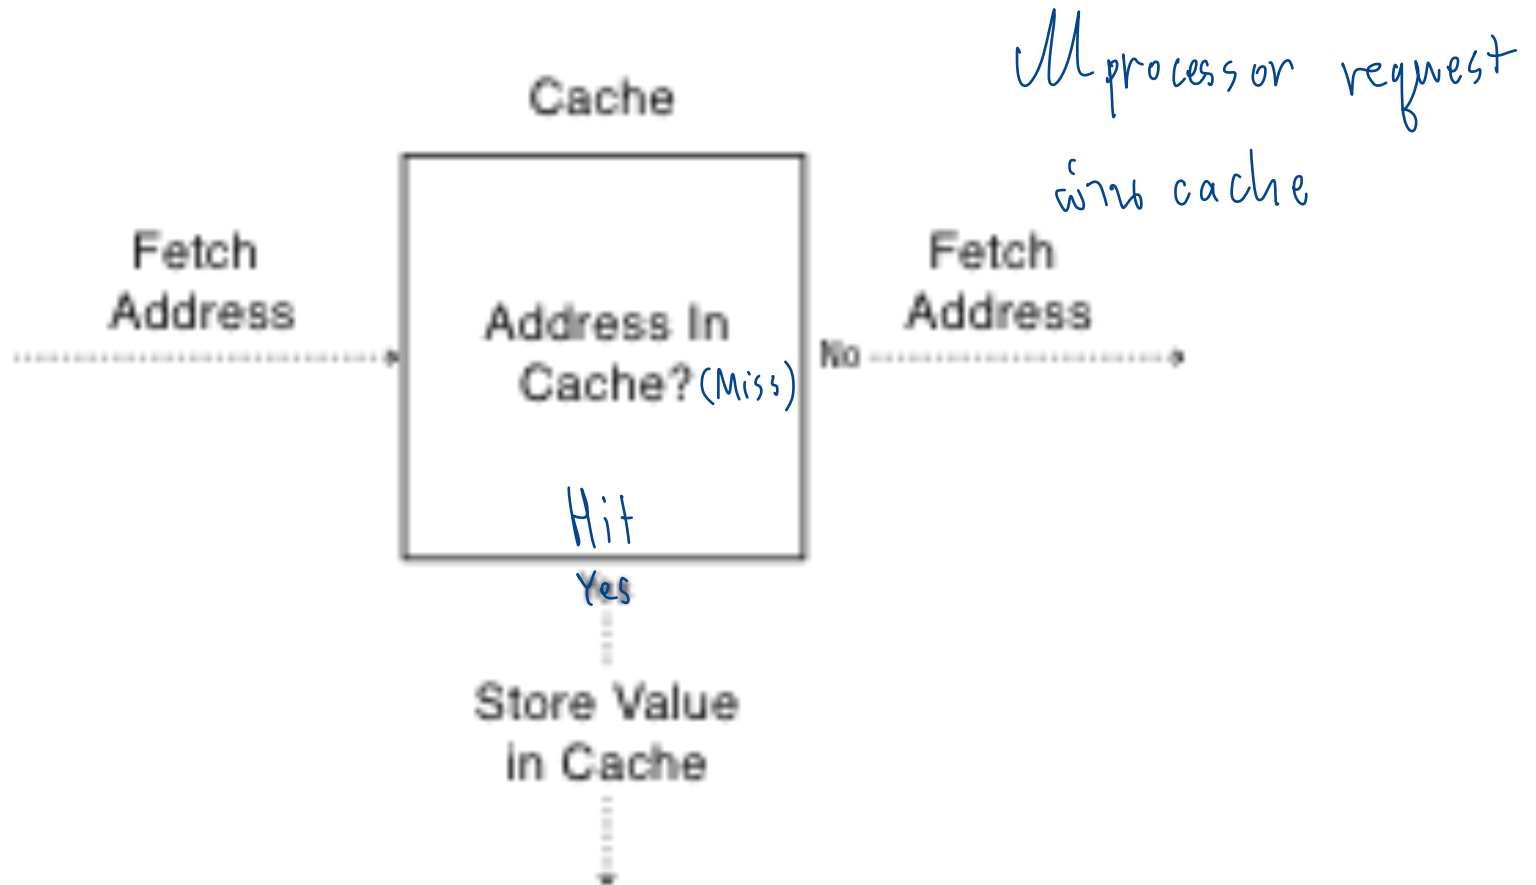 Mprocessor request
ผ่าน cache
Cache
Fetch
Address
Address In
Cache? (Miss)
No
Fetch
Address
Hit
Yes
Store Value
in Cache